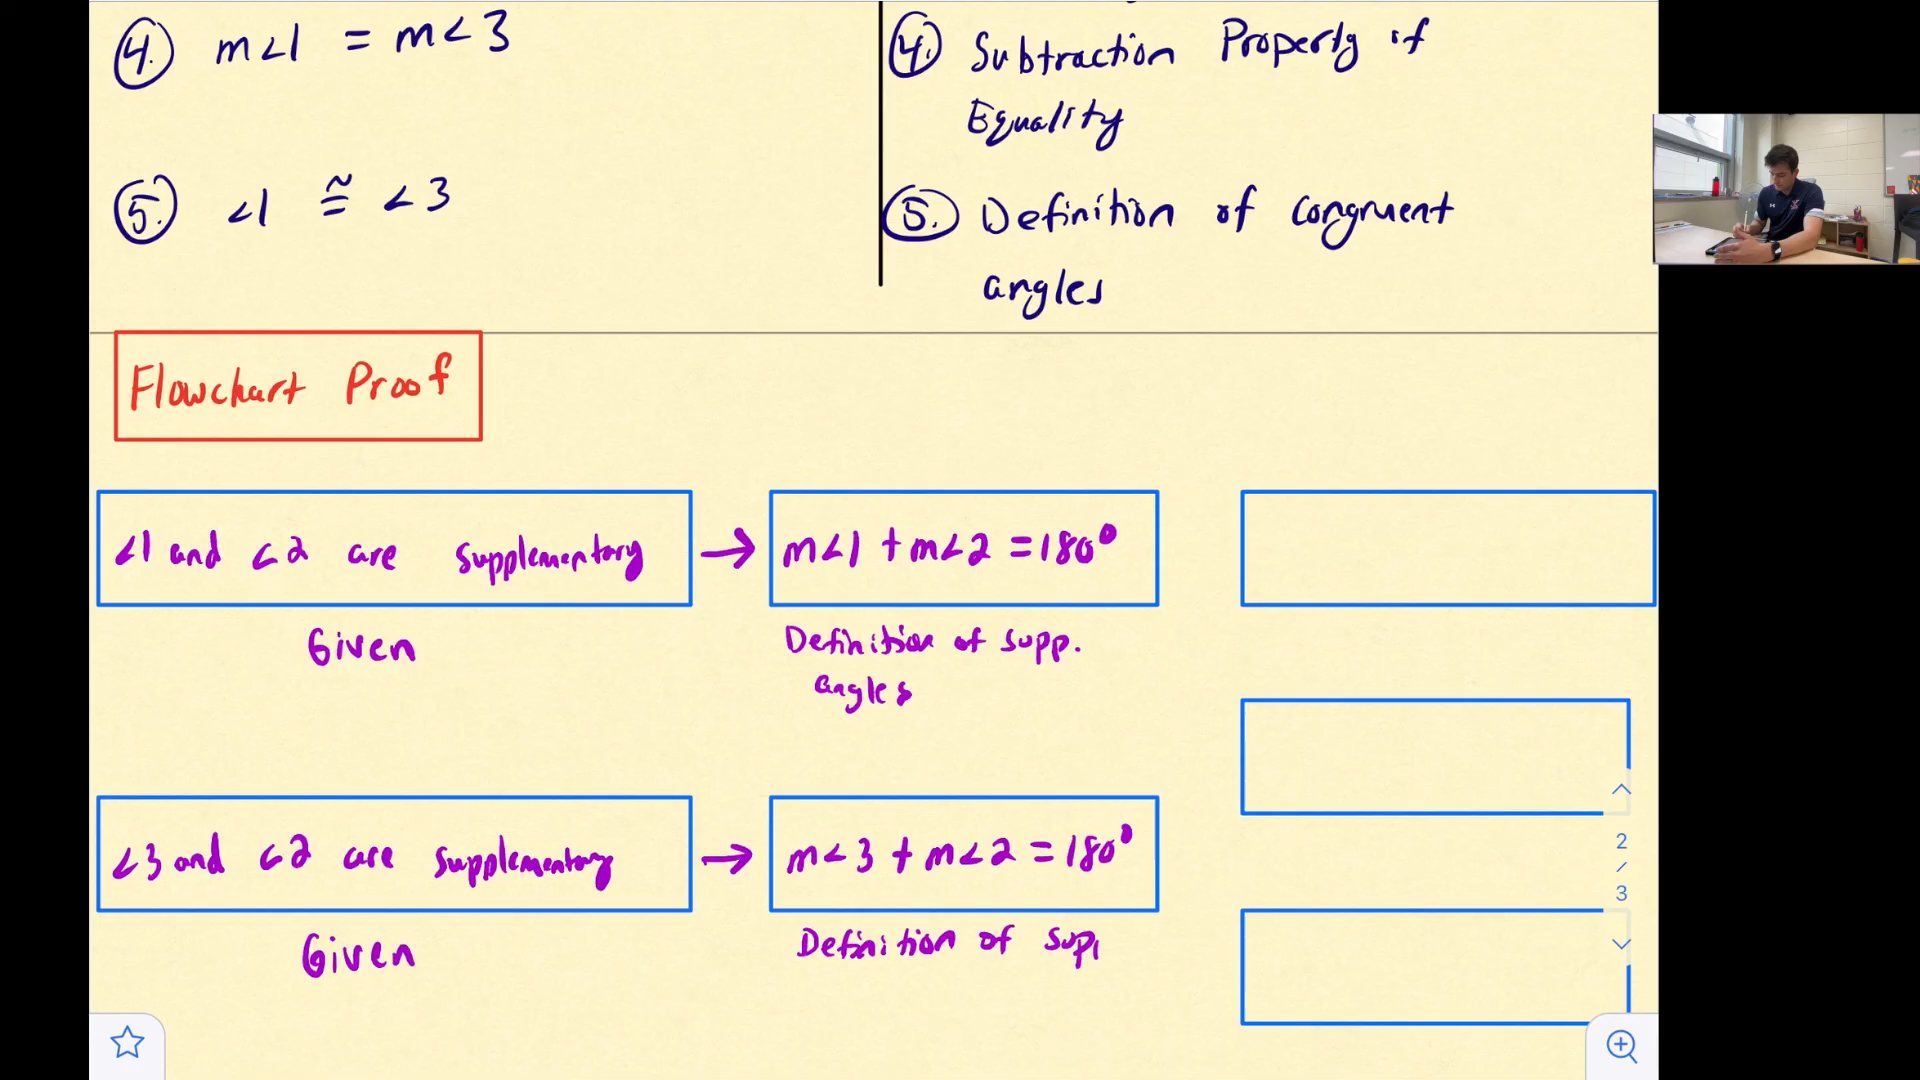 4. m∠1 = m∠3
4. Subtraction Property of
Equality
5. ∠1 ≅ ∠3
5. Definition of congruent
angles
Flowchart Proof
∠1 and ∠2 are supplementary
→ m∠1 + m∠2 = 180°
Given
Definition of supp.
angles
∠3 and ∠2 are supplementary
→ m∠3 + m∠2 = 180°
Given
Definition of sup
2
/
3